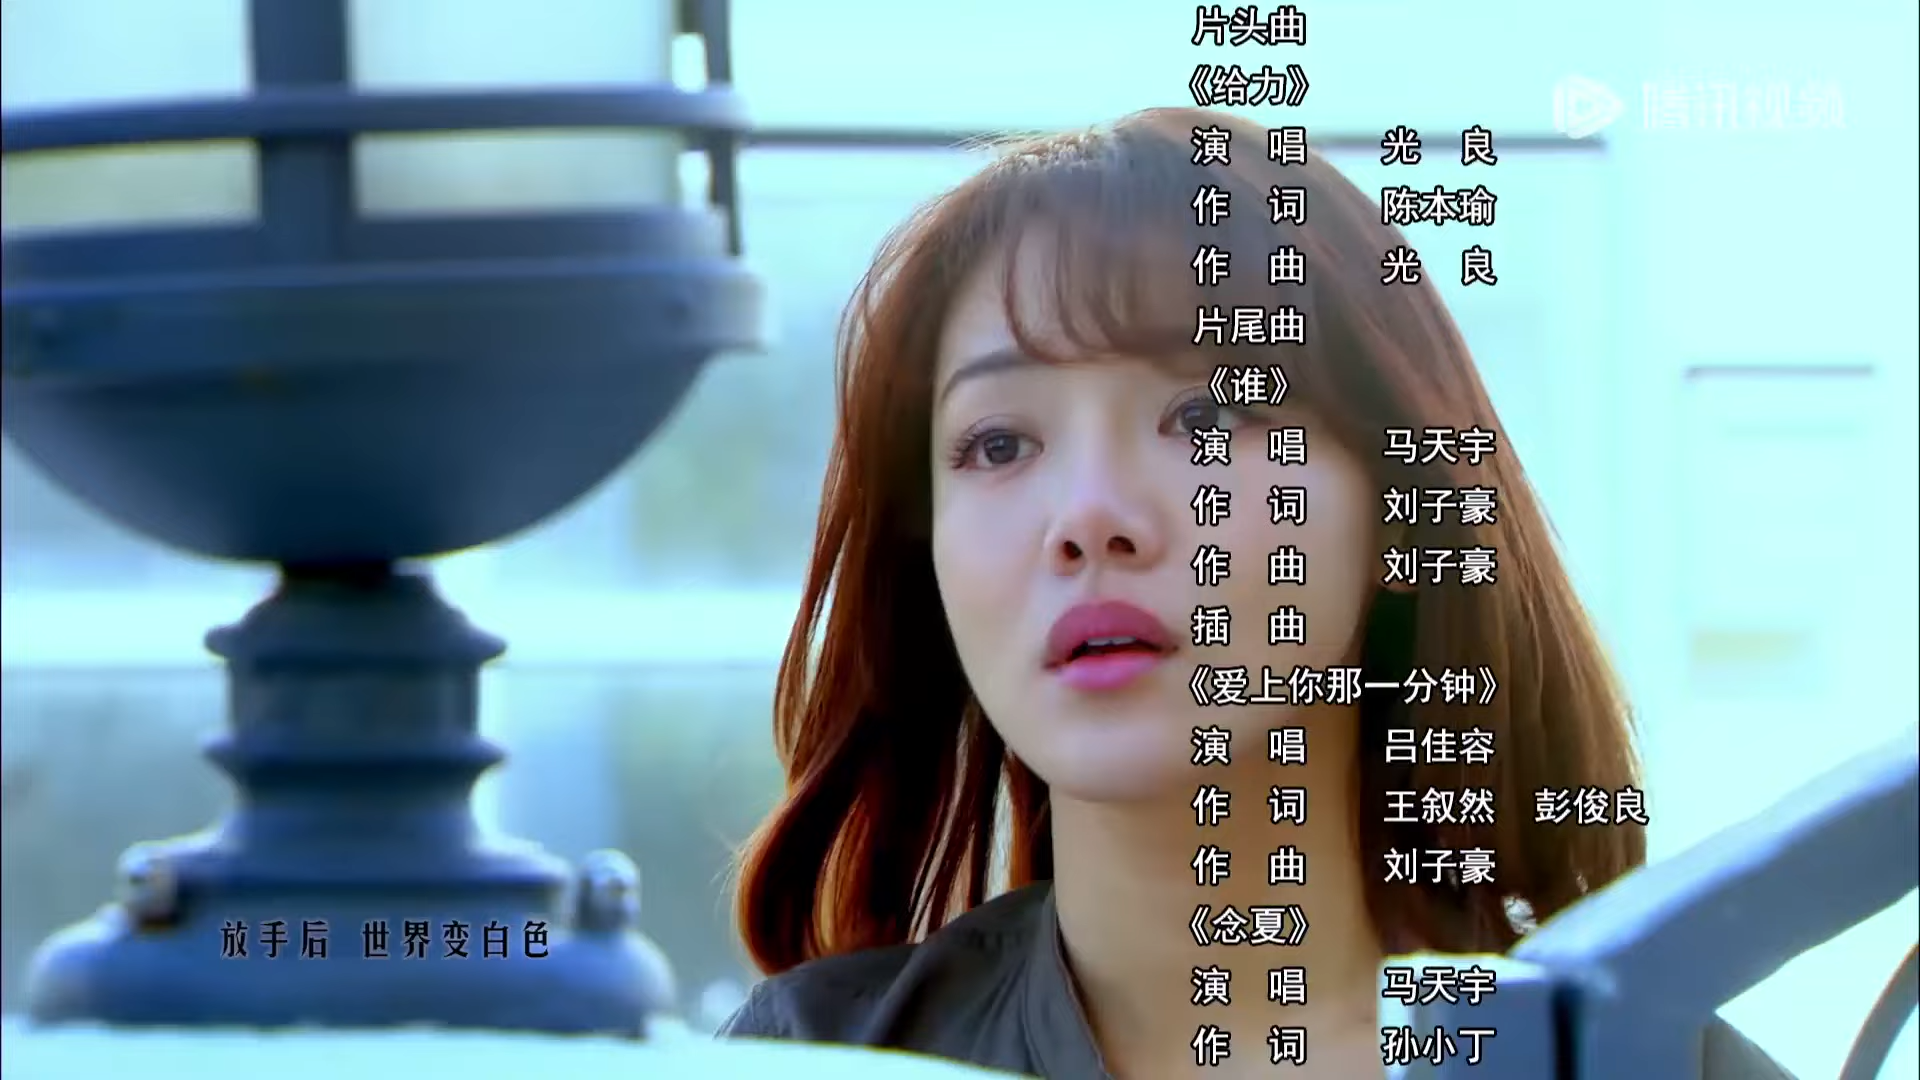 片头曲
《给力》
演 唱 光 良
作 词 陈本瑜
作 曲 光 良
片尾曲
《谁》
演 唱 马天宇
作 词 刘子豪
作 曲 刘子豪
插 曲
《爱上你那一分钟》
演 唱 吕佳容
作 词 王叙然 彭俊良
作 曲 刘子豪
《念夏》
演 唱 马天宇
作 词 孙小丁
腾讯视频
放手后 世界变白色